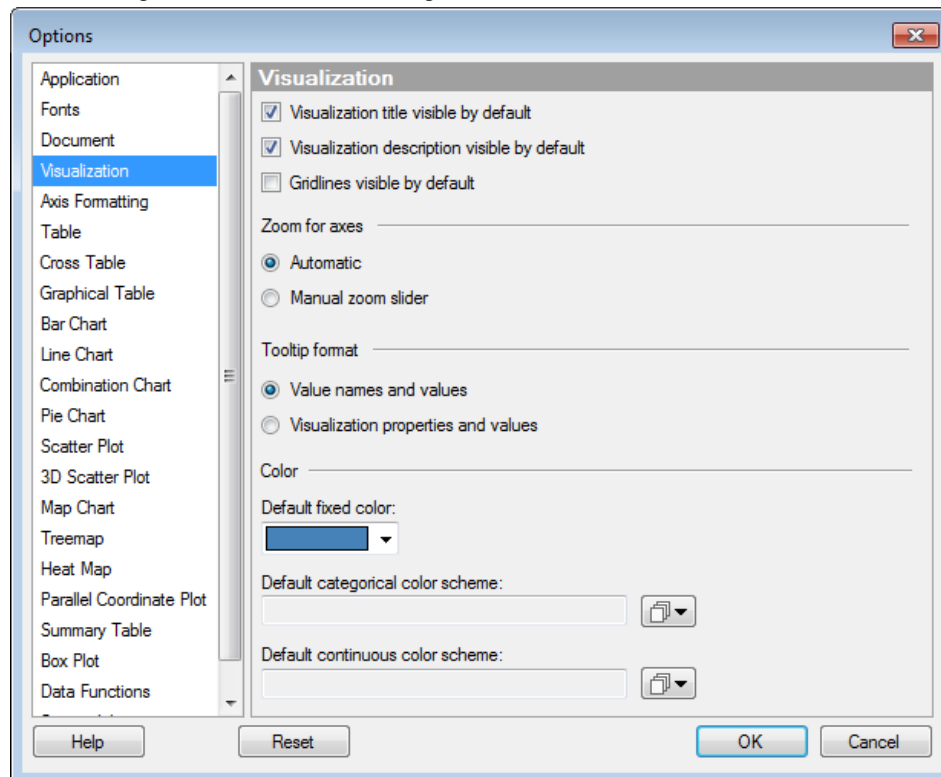 Options
Application
Fonts
Document
Visualization
Axis Formatting
Table
Cross Table
Graphical Table
Bar Chart
Line Chart
Combination Chart
Pie Chart
Scatter Plot
3D Scatter Plot
Map Chart
Treemap
Heat Map
Parallel Coordinate Plot
Summary Table
Box Plot
Data Functions
Visualization
Visualization title visible by default
Visualization description visible by default
Gridlines visible by default
Zoom for axes
Automatic
Manual zoom slider
Tooltip format
Value names and values
Visualization properties and values
Color
Default fixed color:
Default categorical color scheme:
Default continuous color scheme:
Help
Reset
OK
Cancel